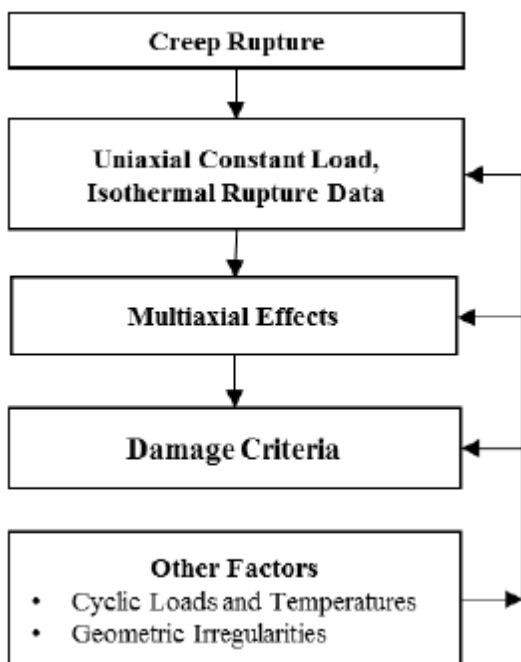 Creep Rupture
Uniaxial Constant Load,
Isothermal Rupture Data
Multiaxial Effects
Damage Criteria
Other Factors
• Cyclic Loads and Temperatures
• Geometric Irregularities